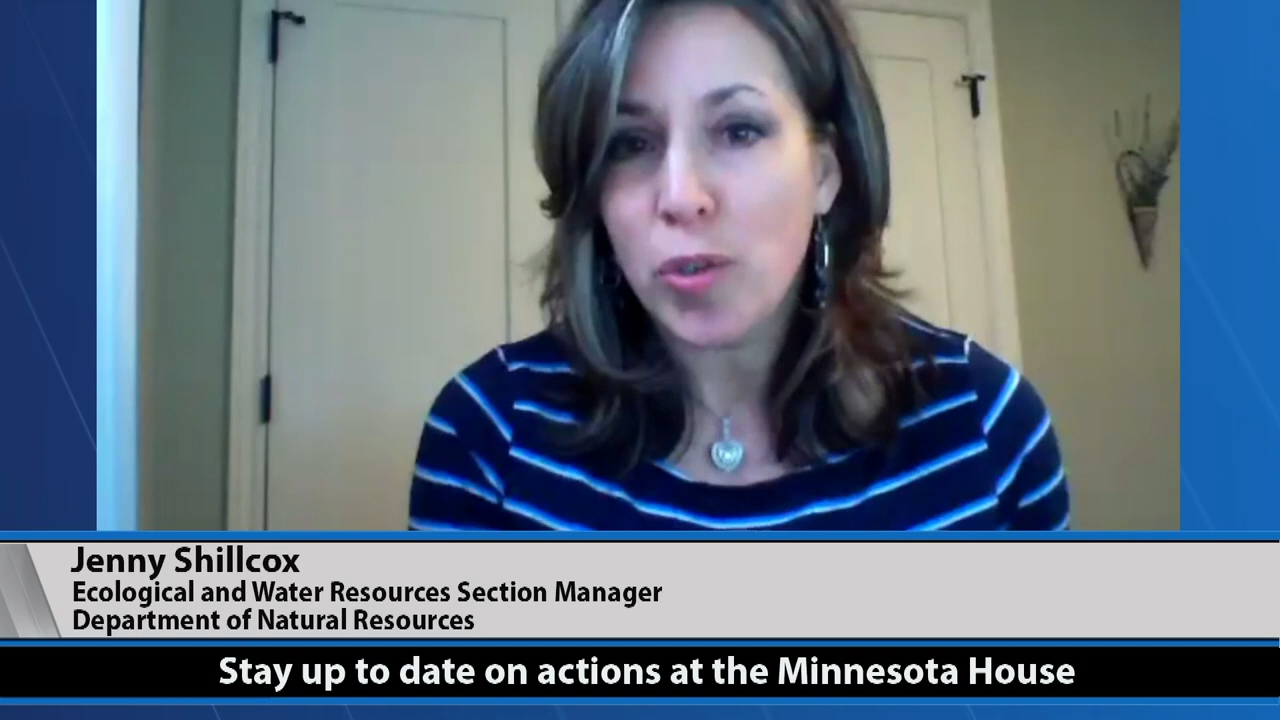 Jenny Shillcox
Ecological and Water Resources Section Manager
Department of Natural Resources
Stay up to date on actions at the Minnesota House